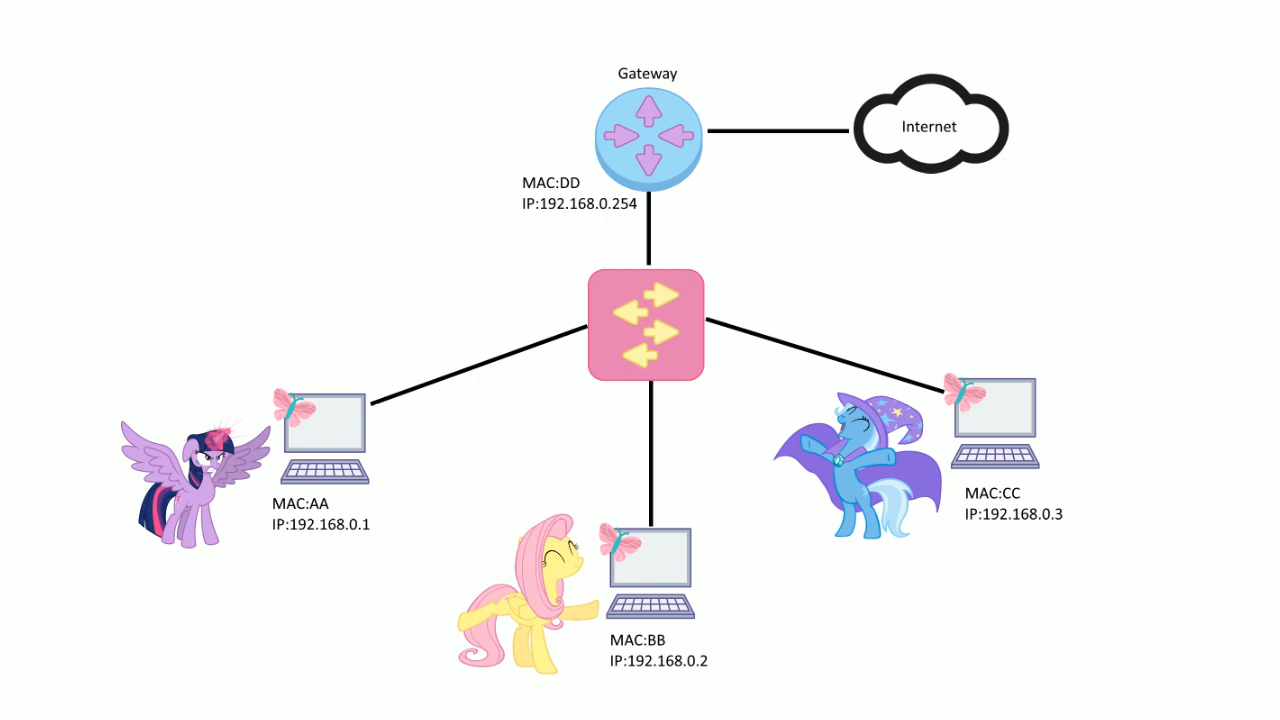 Gateway
Internet
MAC:DD
IP:192.168.0.254
MAC:AA
IP:192.168.0.1
MAC:CC
IP:192.168.0.3
MAC:BB
IP:192.168.0.2